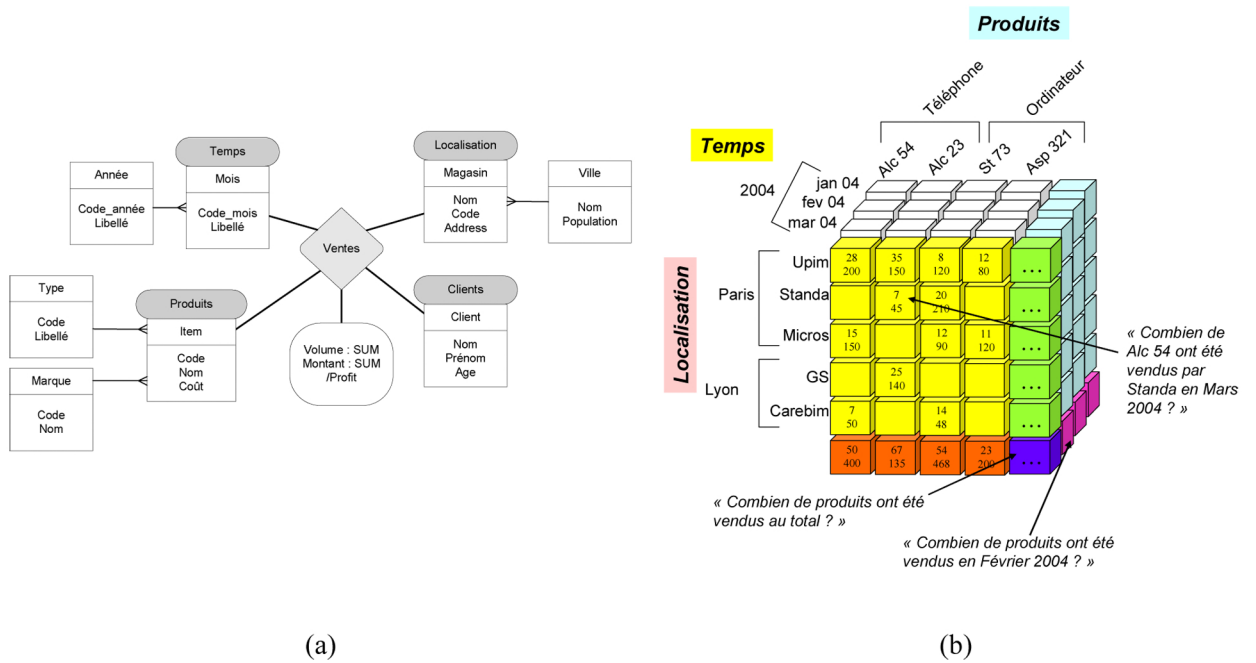 Temps
Mois
Code_mois
Libellé
Année
Code_année
Libellé
Localisation
Magasin
Nom
Code
Address
Ville
Nom
Population
Ventes
Type
Code
Libellé
Produits
Item
Code
Nom
Coût
Marque
Code
Nom
Volume : SUM
Montant : SUM
/Profit
Clients
Client
Nom
Prénom
Age
(a)
Produits
Téléphone
Ordinateur
Temps
Alc 54
Alc 23
St 73
Asp 321
2004
jan 04
fev 04
mar 04
Localisation
Paris
Lyon
Upim
28 35 8 12
200 150 120 80 ...
Standa
7 20
45 210 ...
Micros
15 12 11
150 90 120 ...
GS
25
140 ...
Carebim
7 14
50 48 ...
50 67 54 23
400 135 468 200 ...
« Combien de
Alc 54 ont été
vendus par
Standa en Mars
2004 ? »
« Combien de produits ont été
vendus au total ? »
« Combien de produits ont été
vendus en Février 2004 ? »
(b)